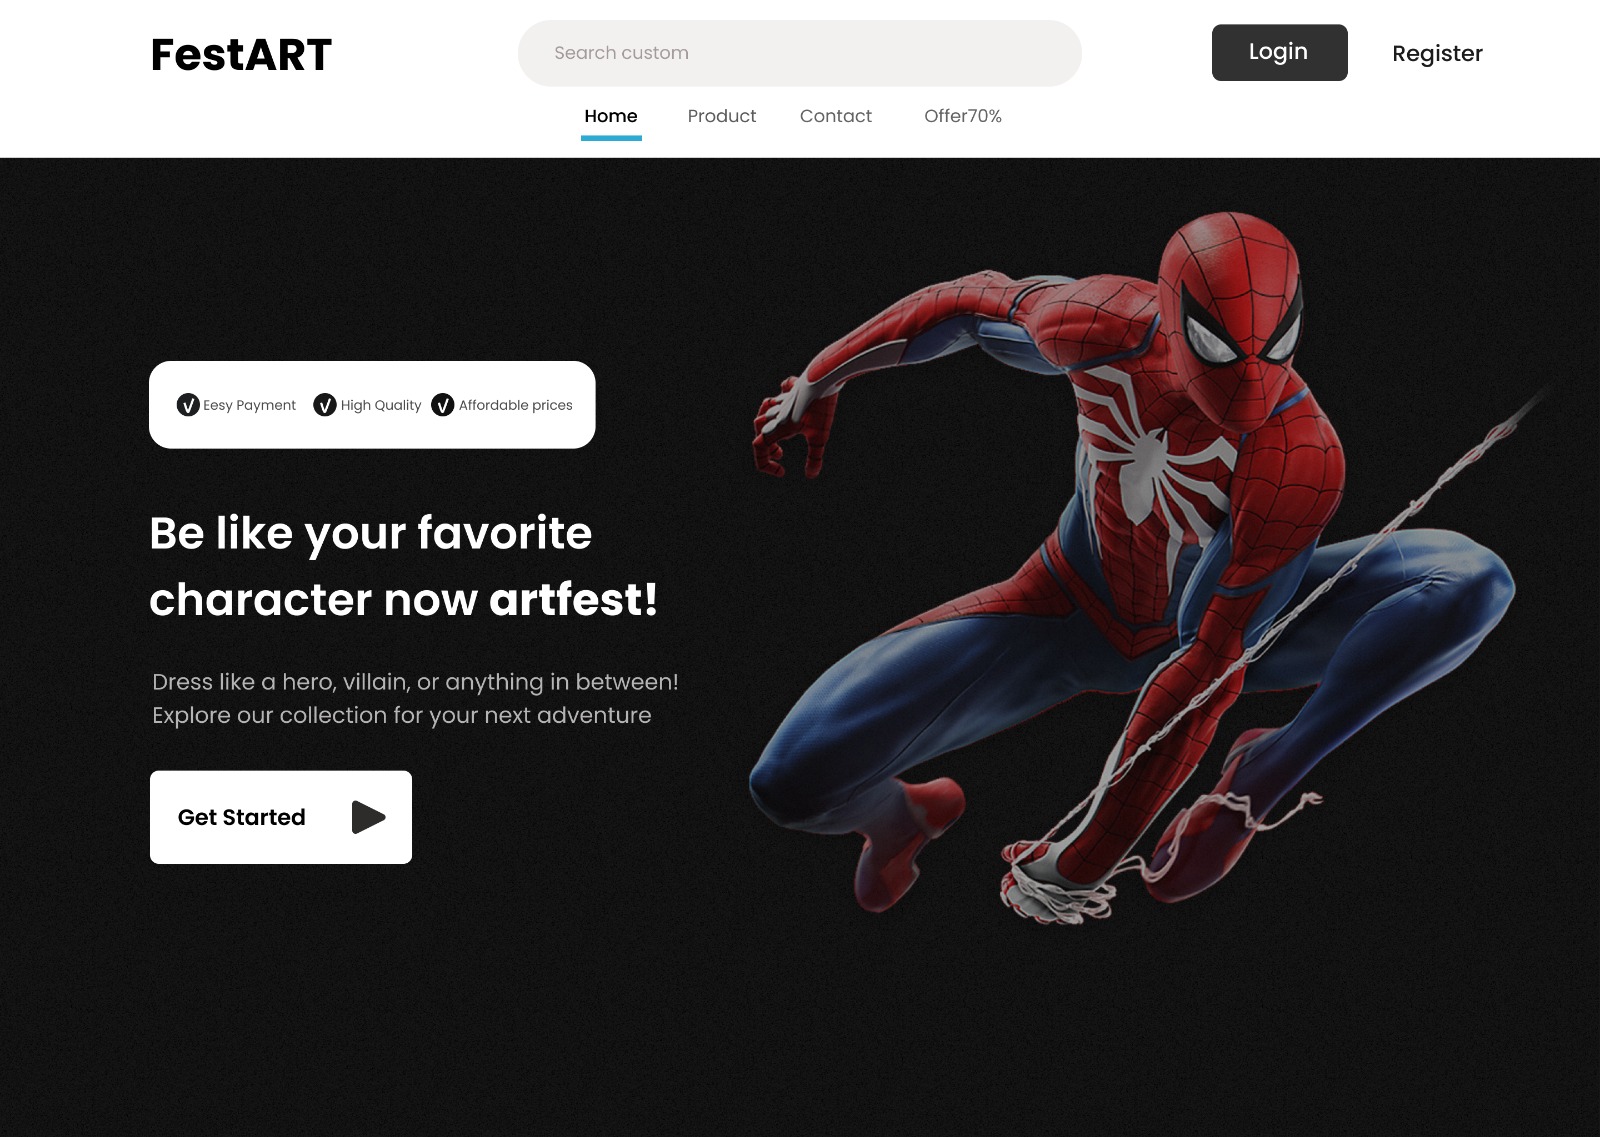 FestART
Search custom
Login
Register
Home
Product
Contact
Offer70%
Eesy Payment
High Quality
Affordable prices
Be like your favorite
character now artfest!
Dress like a hero, villain, or anything in between!
Explore our collection for your next adventure
Get Started